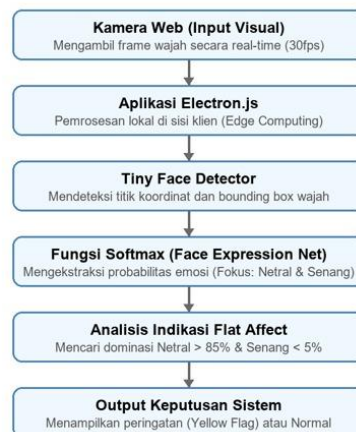 Kamera Web (Input Visual)
Mengambil frame wajah secara real-time (30fps)
Aplikasi Electron.js
Pemrosesan lokal di sisi klien (Edge Computing)
Tiny Face Detector
Mendeteksi titik koordinat dan bounding box wajah
Fungsi Softmax (Face Expression Net)
Mengekstraksi probabilitas emosi (Fokus: Netral & Senang)
Analisis Indikasi Flat Affect
Mencari dominasi Netral > 85% & Senang < 5%
Output Keputusan Sistem
Menampilkan peringatan (Yellow Flag) atau Normal